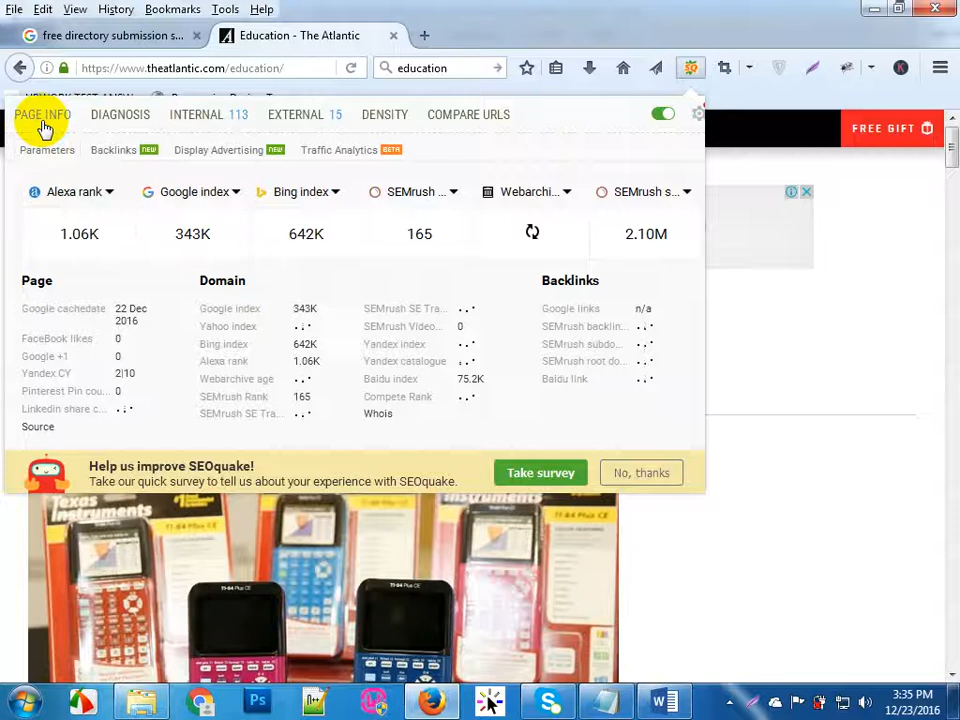 File Edit View History Bookmarks Tools Help
free directory submission s... Education - The Atlantic
https://www.theatlantic.com/education/ education
UPWORK TEST ANSW
PAGE INFO DIAGNOSIS INTERNAL 113 EXTERNAL 15 DENSITY COMPARE URLS
FREE GIFT
Parameters Backlinks NEW Display Advertising NEW Traffic Analytics BETA
Alexa rank Google index Bing index SEMrush ... Webarchi... SEMrush s...
1.06K 343K 642K 165 2.10M
Page Domain Backlinks
Google cachedate 22 Dec 2016
FaceBook likes 0
Google +1 0
Yandex CY 2|10
Pinterest Pin cou... 0
Linkedin share c...
Source
Google index 343K
Yahoo index
Bing index 642K
Alexa rank 1.06K
Webarchive age
SEMrush Rank 165
SEMrush SE Tra...
SEMrush SE Tra...
SEMrush Video... 0
Yandex index
Yandex catalogue
Baidu index 75.2K
Compete Rank
Whois
Google links n/a
SEMrush backlin...
SEMrush subdo...
SEMrush root do...
Baidu link
Help us improve SEOquake!
Take our quick survey to tell us about your experience with SEOquake.
Take survey No, thanks
Texas Instruments
TI-84 Plus CE
3:35 PM
12/23/2016